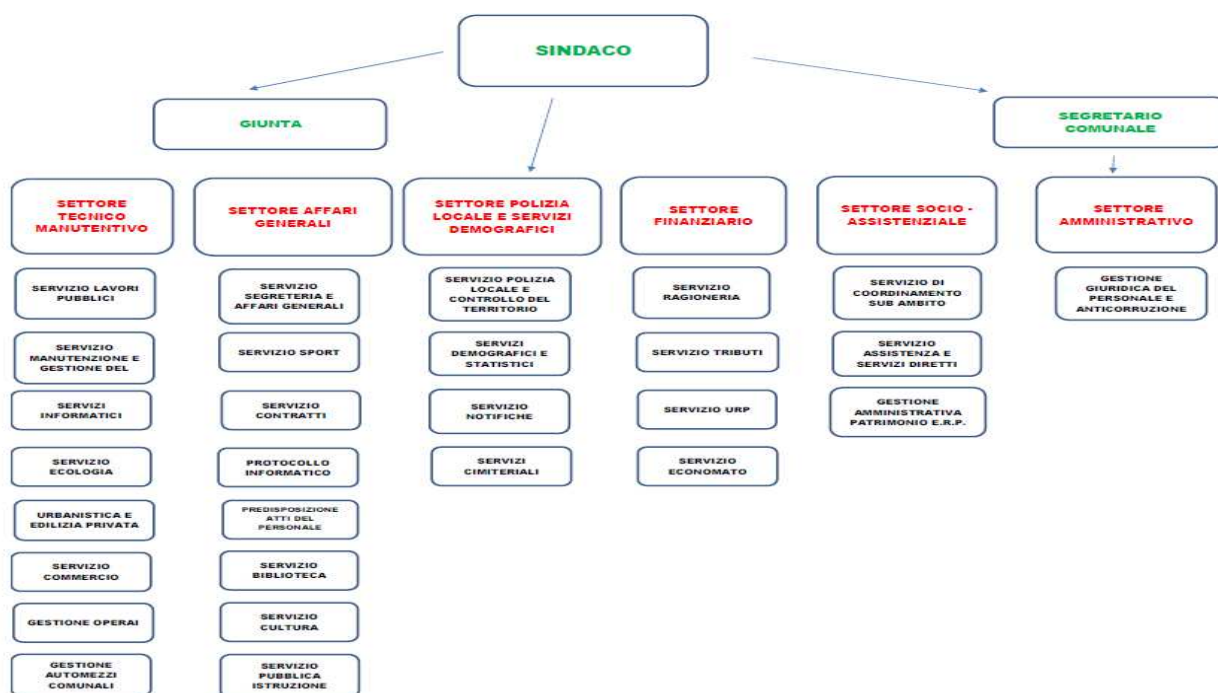 SINDACO
GIUNTA
SEGRETARIO
COMUNALE
SETTORE
TECNICO
MANUTENTIVO
SETTORE AFFARI
GENERALI
SETTORE POLIZIA
LOCALE E SERVIZI
DEMOGRAFICI
SETTORE
FINANZIARIO
SETTORE SOCIO -
ASSISTENZIALE
SETTORE
AMMINISTRATIVO
SERVIZIO LAVORI
PUBBLICI
SERVIZIO
SEGRETERIA E
AFFARI GENERALI
SERVIZIO POLIZIA
LOCALE E
CONTROLLO DEL
TERRITORIO
SERVIZIO
RAGIONERIA
SERVIZIO DI
COORDINAMENTO
SUB AMBITO
GESTIONE
GIURIDICA DEL
PERSONALE E
ANTICORRUZIONE
SERVIZIO
MANUTENZIONE E
GESTIONE DEL
SERVIZIO SPORT
SERVIZI
DEMOGRAFICI E
STATISTICI
SERVIZIO TRIBUTI
SERVIZIO
ASSISTENZA E
SERVIZI DIRETTI
SERVIZI
INFORMATICI
SERVIZIO
CONTRATTI
SERVIZIO
NOTIFICHE
SERVIZIO URP
GESTIONE
AMMINISTRATIVA
PATRIMONIO E.R.P.
SERVIZIO
ECOLOGIA
PROTOCOLLO
INFORMATICO
SERVIZI
CIMITERIALI
SERVIZIO
ECONOMATO
URBANISTICA E
EDILIZIA PRIVATA
PREDISPOSIZIONE
ATTI DEL
PERSONALE
SERVIZIO
COMMERCIO
SERVIZIO
BIBLIOTECA
GESTIONE OPERAI
SERVIZIO
CULTURA
GESTIONE
AUTOMEZZI
COMUNALI
SERVIZIO
PUBBLICA
ISTRUZIONE